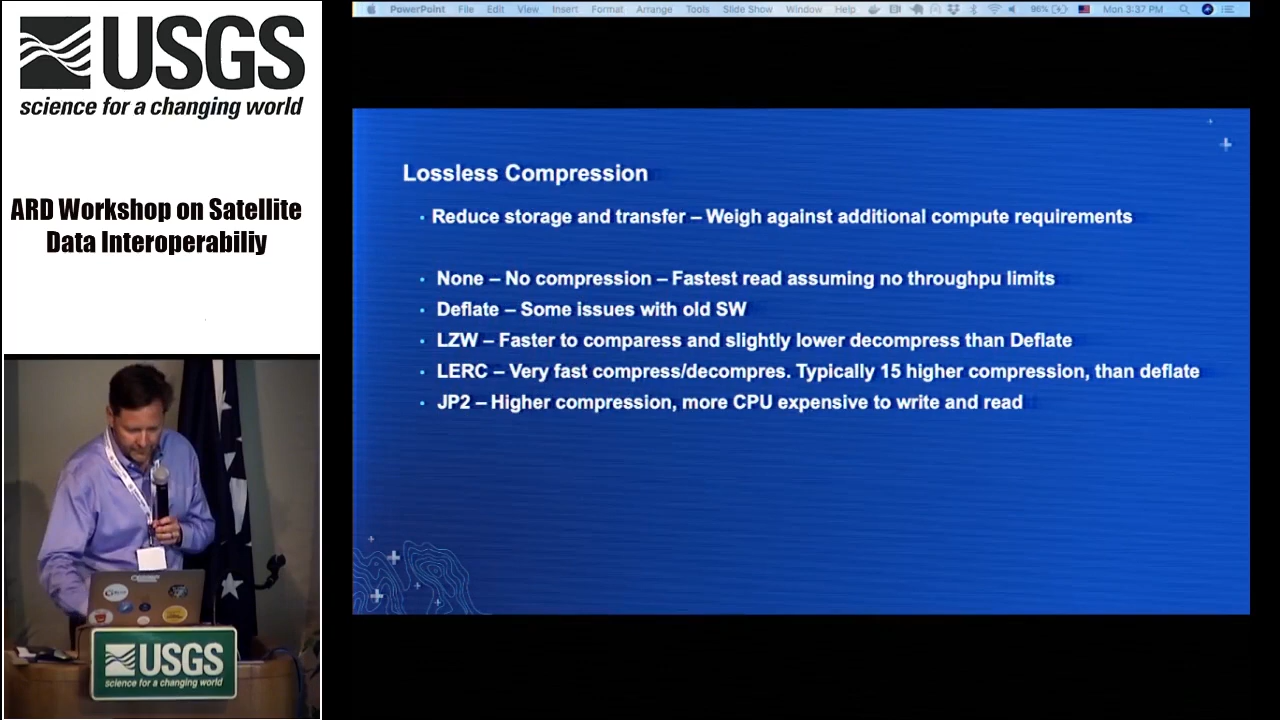 USGS
science for a changing world
ARD Workshop on Satellite
Data Interoperabiliy
PowerPoint File Edit View Insert Format Arrange Tools Slide Show Window Help 96% Mon 3:37 PM
Lossless Compression
· Reduce storage and transfer – Weigh against additional compute requirements
· None – No compression – Fastest read assuming no throughpu limits
· Deflate – Some issues with old SW
· LZW – Faster to comparess and slightly lower decompress than Deflate
· LERC – Very fast compress/decompres. Typically 15 higher compression, than deflate
· JP2 – Higher compression, more CPU expensive to write and read
USGS
science for a changing world